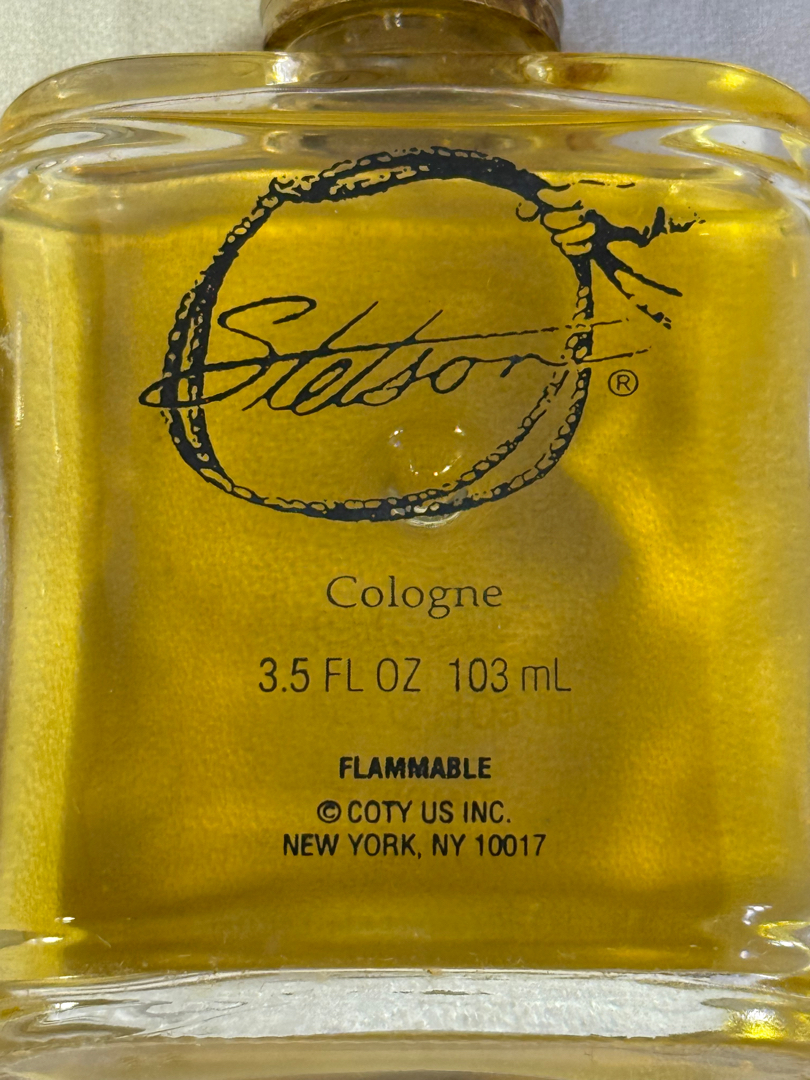 Stetson
®
Cologne
3.5 FL OZ 103 mL
FLAMMABLE
© COTY US INC.
NEW YORK, NY 10017